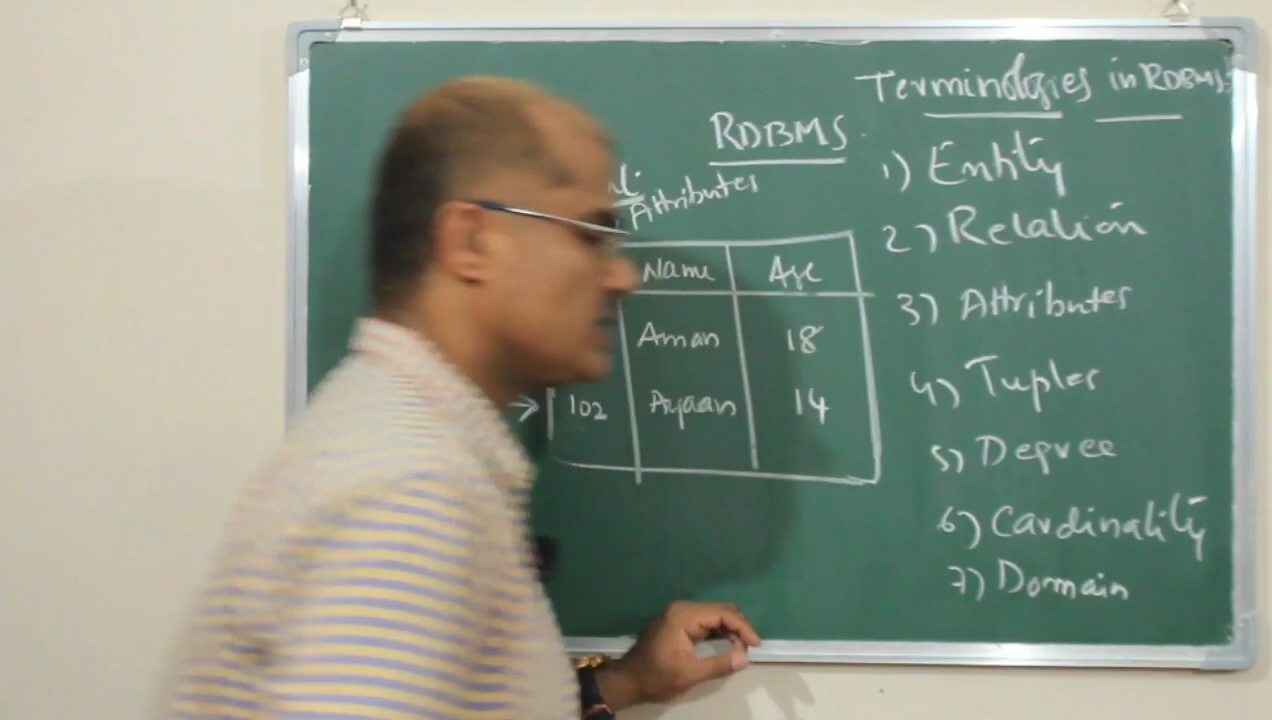 Terminologies in RDBMS:
RDBMS
Attributes
Name Age
Aman 18
→ 102 Ayaan 14
1) Entity
2) Relation
3) Attributes
4) Tuples
5) Degree
6) Cardinality
7) Domain